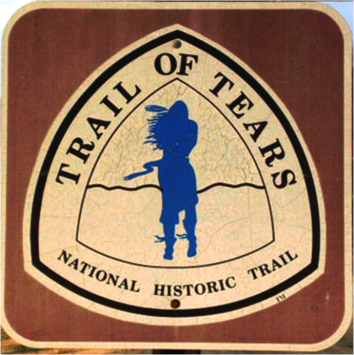 TRAIL OF TEARS
NATIONAL HISTORIC TRAIL
TM